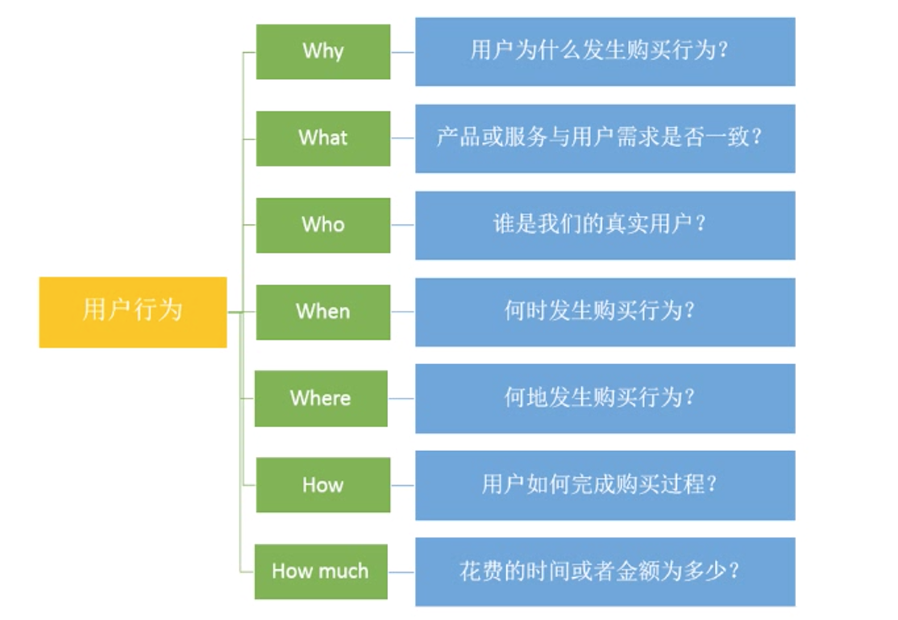 Why
用户为什么发生购买行为？
What
产品或服务与用户需求是否一致？
Who
谁是我们的真实用户？
用户行为
When
何时发生购买行为？
Where
何地发生购买行为？
How
用户如何完成购买过程？
How much
花费的时间或者金额为多少？